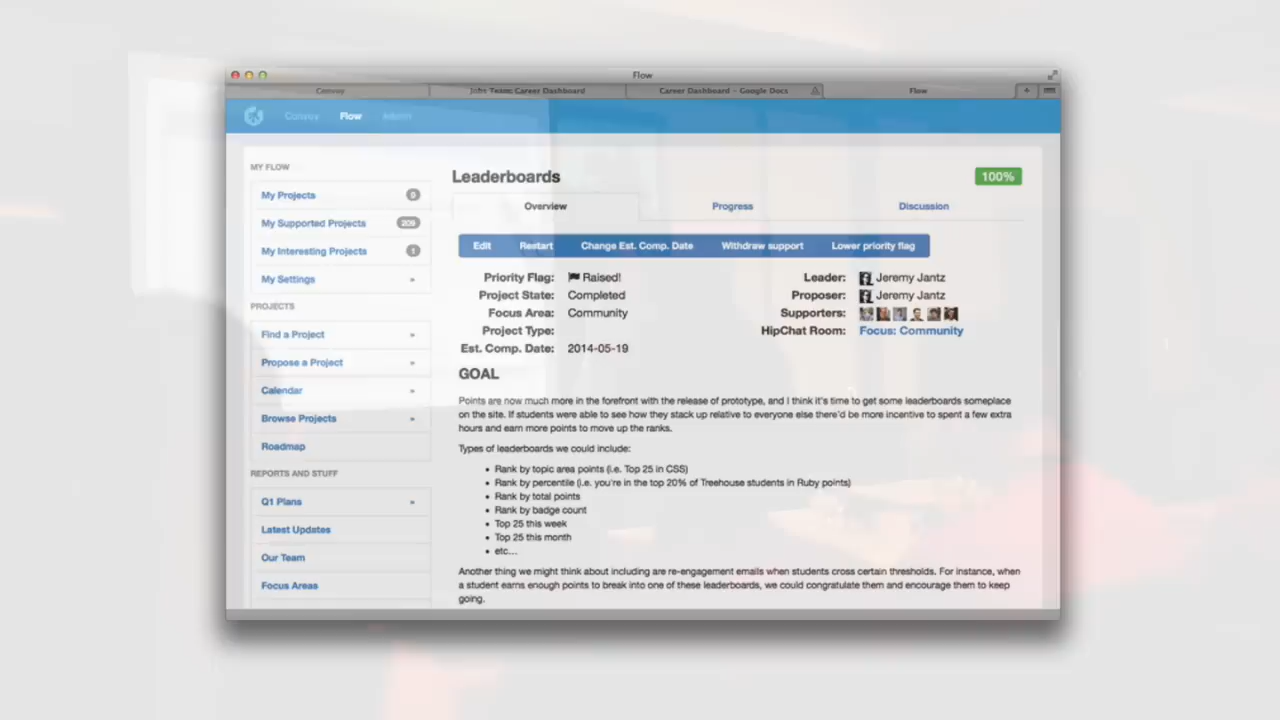 Flow
Convoy
Jobs Team: Career Dashboard
Career Dashboard – Google Docs
Flow
Convoy Flow Admin
MY FLOW
My Projects 0
My Supported Projects 209
My Interesting Projects 1
My Settings »
PROJECTS
Find a Project »
Propose a Project »
Calendar »
Browse Projects »
Roadmap
REPORTS AND STUFF
Q1 Plans »
Latest Updates
Our Team
Focus Areas
Leaderboards 100%
Overview Progress Discussion
Edit Restart Change Est. Comp. Date Withdraw support Lower priority flag
Priority Flag: Raised!
Project State: Completed
Focus Area: Community
Project Type:
Est. Comp. Date: 2014-05-19
Leader: Jeremy Jantz
Proposer: Jeremy Jantz
Supporters:
HipChat Room: Focus: Community
GOAL
Points are now much more in the forefront with the release of prototype, and I think it's time to get some leaderboards someplace
on the site. If students were able to see how they stack up relative to everyone else there'd be more incentive to spent a few extra
hours and earn more points to move up the ranks.
Types of leaderboards we could include:
• Rank by topic area points (i.e. Top 25 in CSS)
• Rank by percentile (i.e. you're in the top 20% of Treehouse students in Ruby points)
• Rank by total points
• Rank by badge count
• Top 25 this week
• Top 25 this month
• etc...
Another thing we might think about including are re-engagement emails when students cross certain thresholds. For instance, when
a student earns enough points to break into one of these leaderboards, we could congratulate them and encourage them to keep
going.